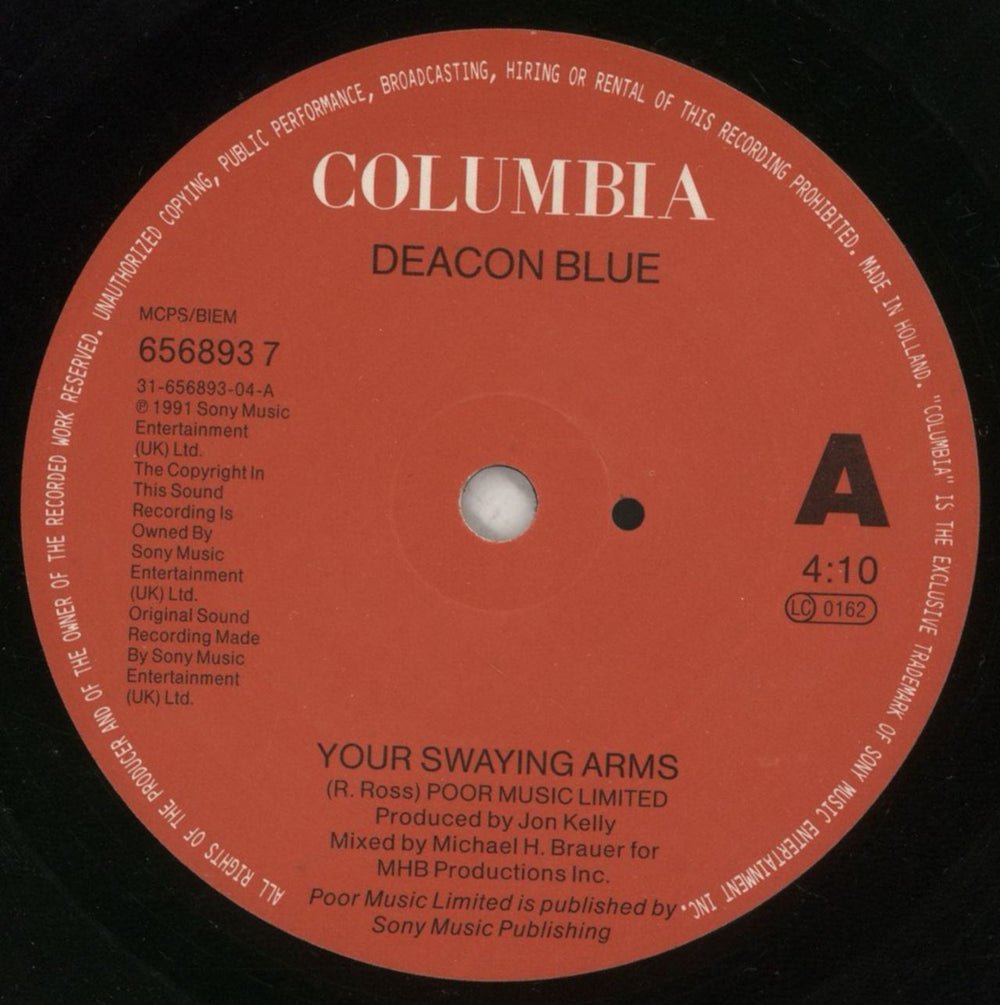 ALL RIGHTS OF THE PRODUCER AND OF THE OWNER OF THE RECORDED WORK RESERVED. UNAUTHORIZED COPYING, PUBLIC PERFORMANCE, BROADCASTING, HIRING OR RENTAL OF THIS RECORDING PROHIBITED. MADE IN HOLLAND. "COLUMBIA" IS THE EXCLUSIVE TRADEMARK OF SONY MUSIC ENTERTAINMENT INC.
COLUMBIA
DEACON BLUE
MCPS/BIEM
656893 7
31-656893-04-A
℗ 1991 Sony Music
Entertainment
(UK) Ltd.
The Copyright In
This Sound
Recording Is
Owned By
Sony Music
Entertainment
(UK) Ltd.
Original Sound
Recording Made
By Sony Music
Entertainment
(UK) Ltd.
A
4:10
LC 0162
YOUR SWAYING ARMS
(R. Ross) POOR MUSIC LIMITED
Produced by Jon Kelly
Mixed by Michael H. Brauer for
MHB Productions Inc.
Poor Music Limited is published by
Sony Music Publishing